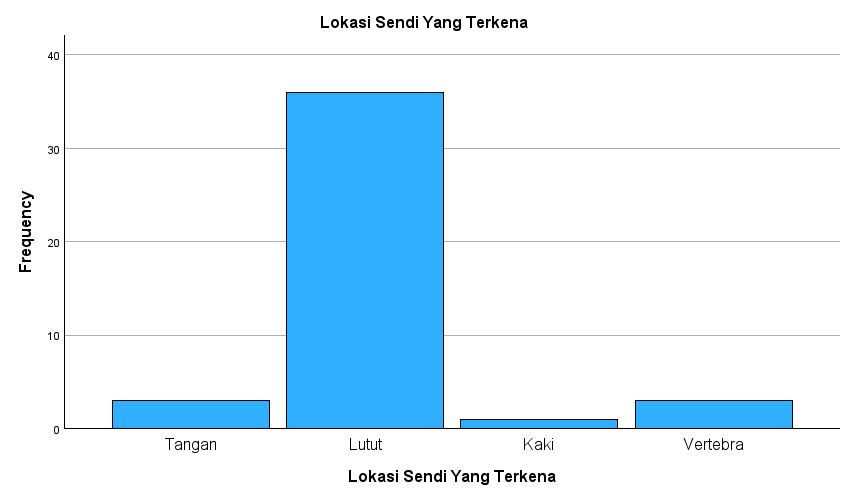 Lokasi Sendi Yang Terkena
Frequency
40
30
20
10
0
Tangan
Lutut
Kaki
Vertebra
Lokasi Sendi Yang Terkena